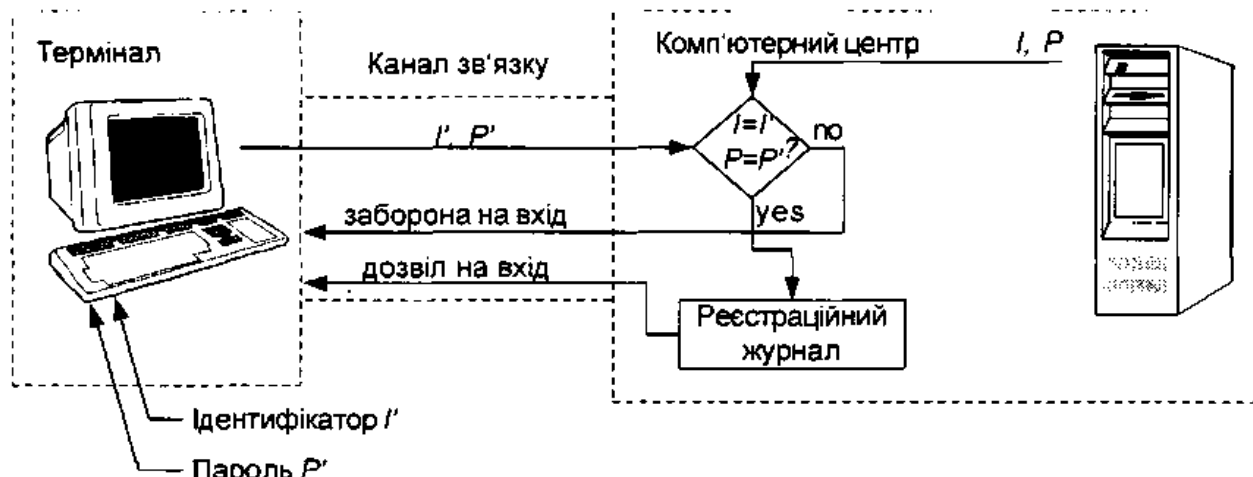 Термінал
Канал зв'язку
Комп'ютерний центр
I, P
I', P'
I=I'
P=P'?
no
yes
заборона на вхід
дозвіл на вхід
Реєстраційний
журнал
Ідентифікатор I'
Пароль P'